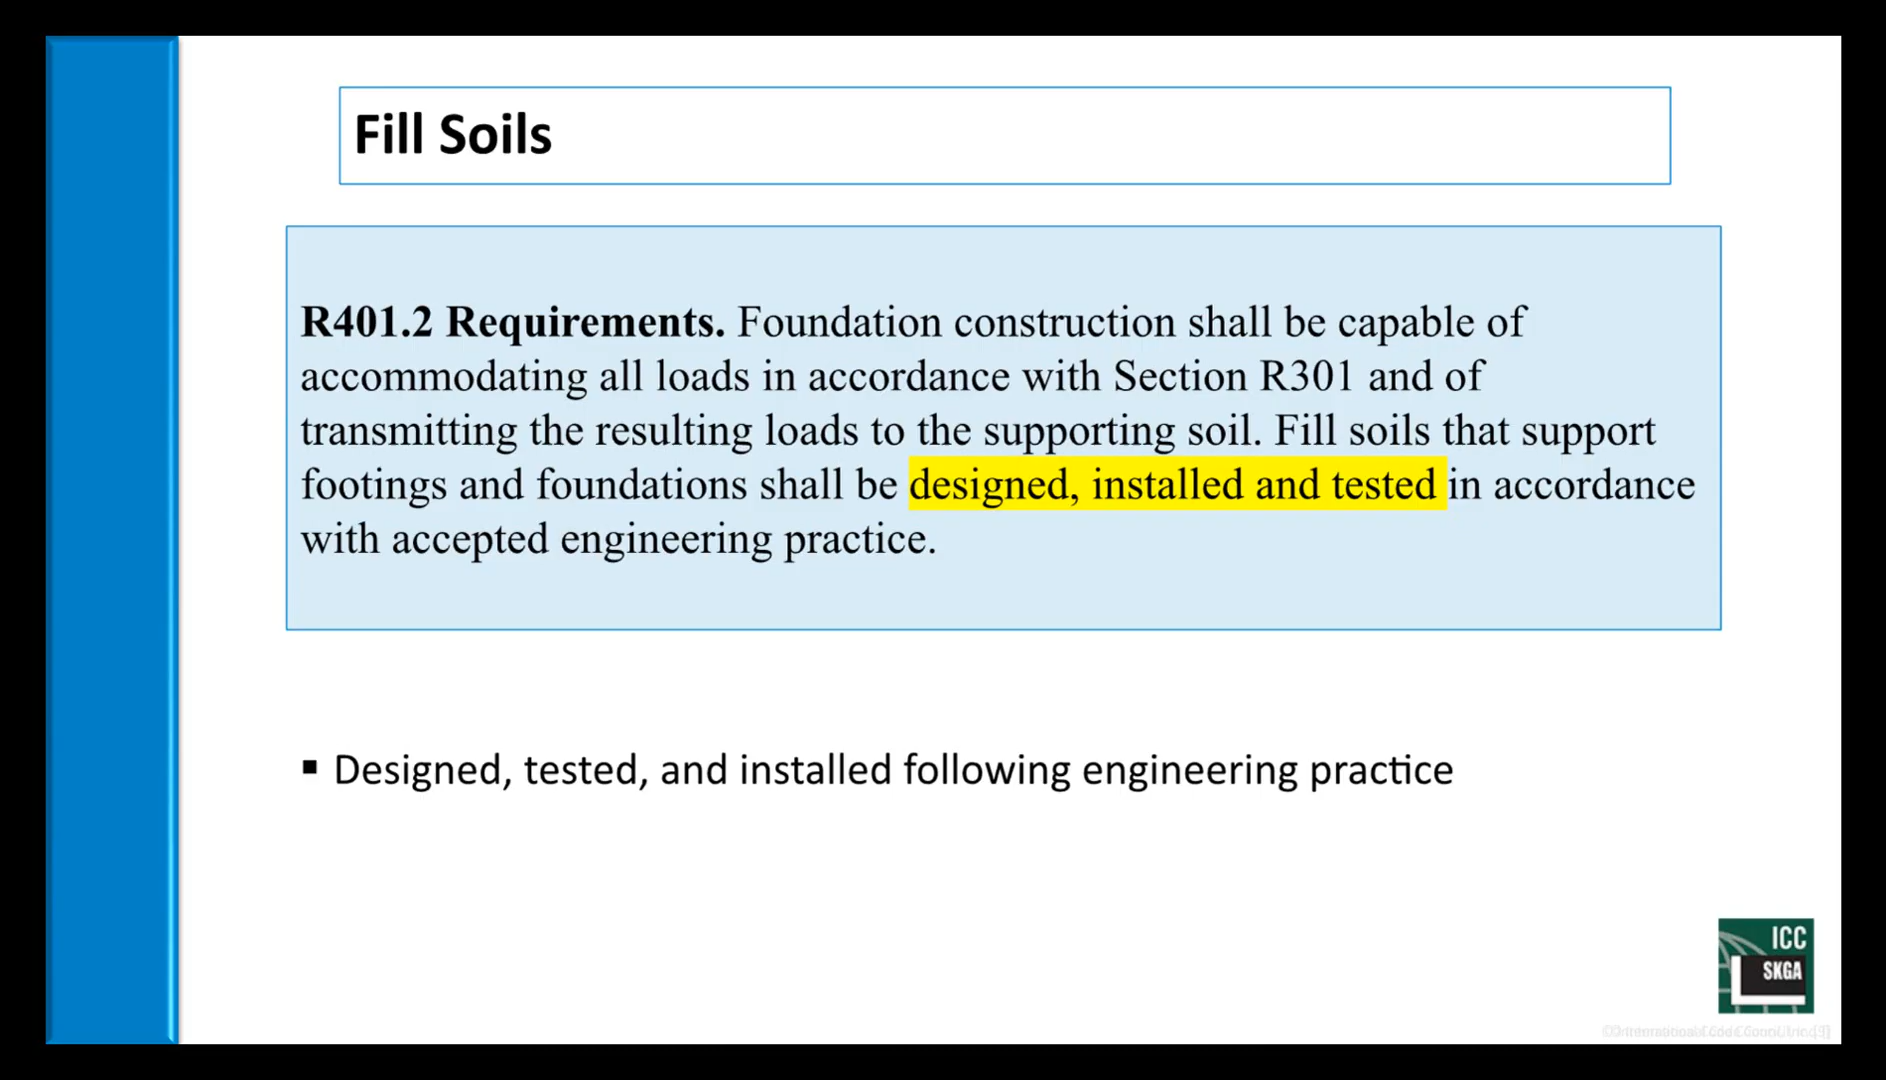 Fill Soils
R401.2 Requirements. Foundation construction shall be capable of
accommodating all loads in accordance with Section R301 and of
transmitting the resulting loads to the supporting soil. Fill soils that support
footings and foundations shall be designed, installed and tested in accordance
with accepted engineering practice.
▪ Designed, tested, and installed following engineering practice
ICC
SKGA